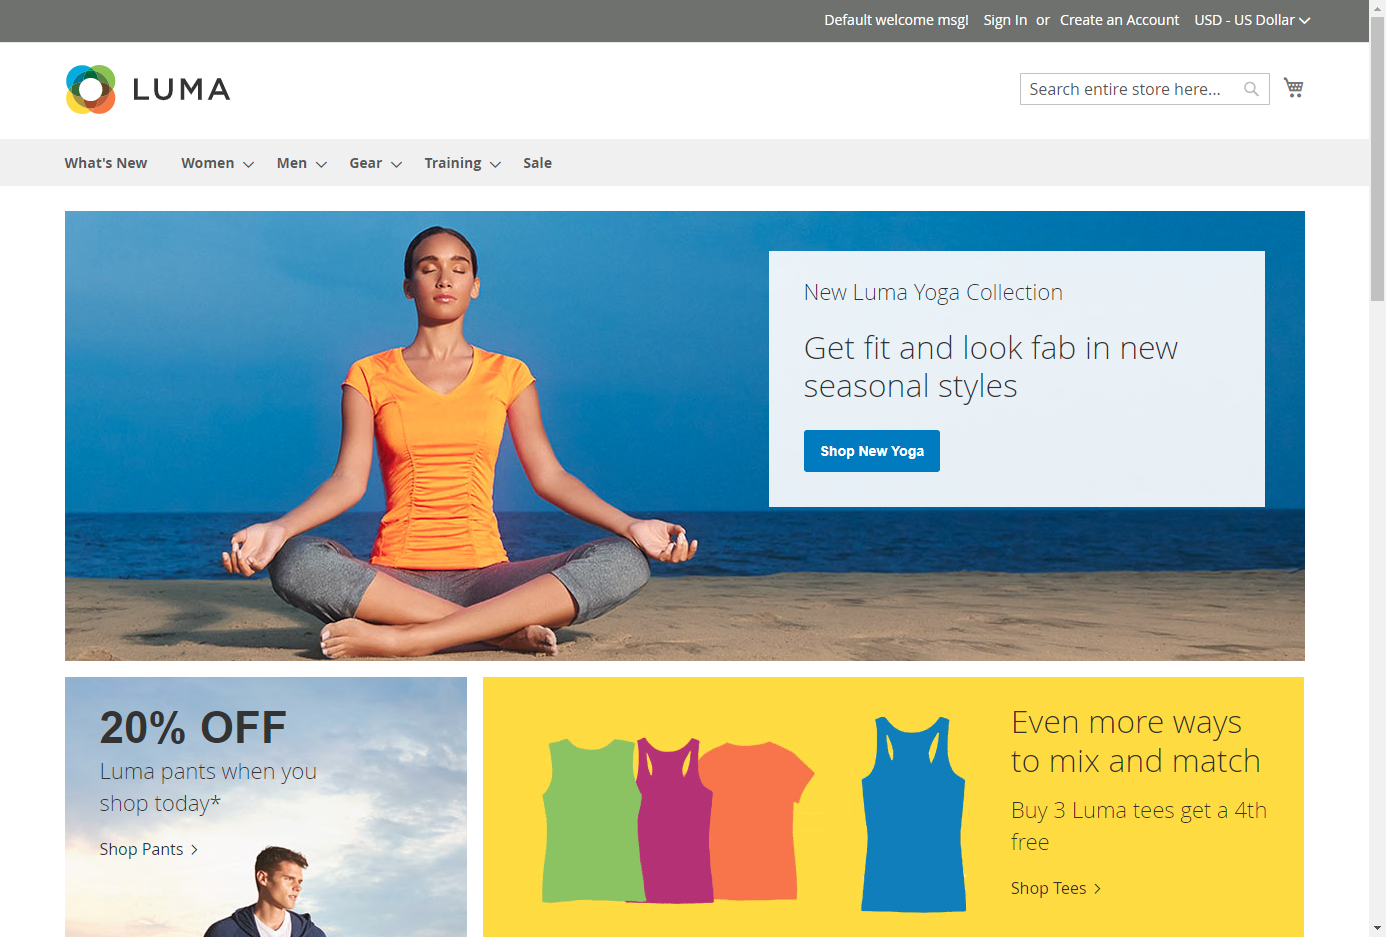 Default welcome msg! Sign In or Create an Account USD - US Dollar
LUMA
Search entire store here...
What's New Women Men Gear Training Sale
New Luma Yoga Collection
Get fit and look fab in new
seasonal styles
Shop New Yoga
20% OFF
Luma pants when you
shop today*
Shop Pants
Even more ways
to mix and match
Buy 3 Luma tees get a 4th
free
Shop Tees